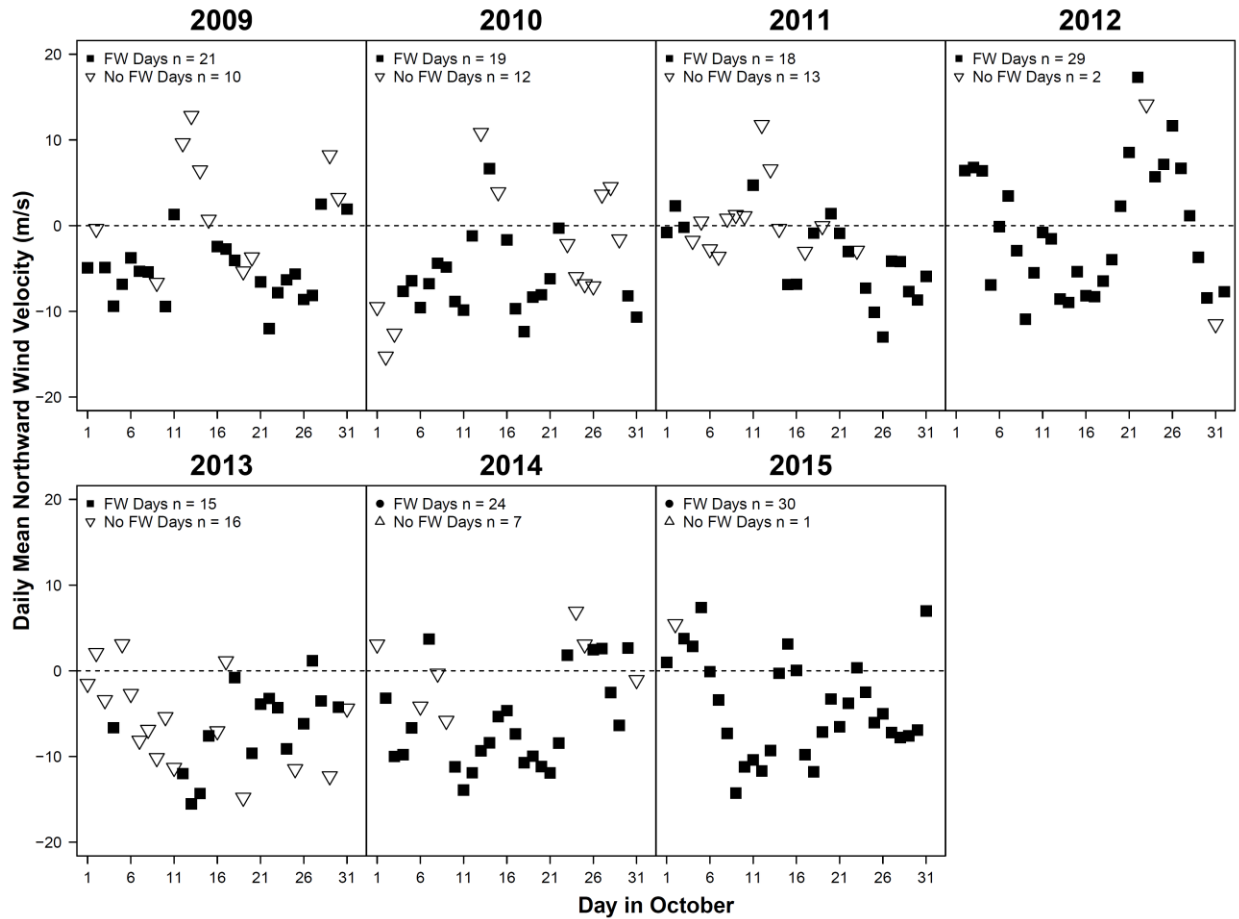 2009 2010 2011 2012
Daily Mean Northward Wind Velocity (m/s)
20
10
0
−10
−20
FW Days n = 21
No FW Days n = 10
FW Days n = 19
No FW Days n = 12
FW Days n = 18
No FW Days n = 13
FW Days n = 29
No FW Days n = 2
1 6 11 16 21 26 31
1 6 11 16 21 26 31
1 6 11 16 21 26 31
1 6 11 16 21 26 31
2013 2014 2015
20
10
0
−10
−20
FW Days n = 15
No FW Days n = 16
FW Days n = 24
No FW Days n = 7
FW Days n = 30
No FW Days n = 1
1 6 11 16 21 26 31
1 6 11 16 21 26 31
1 6 11 16 21 26 31
Day in October